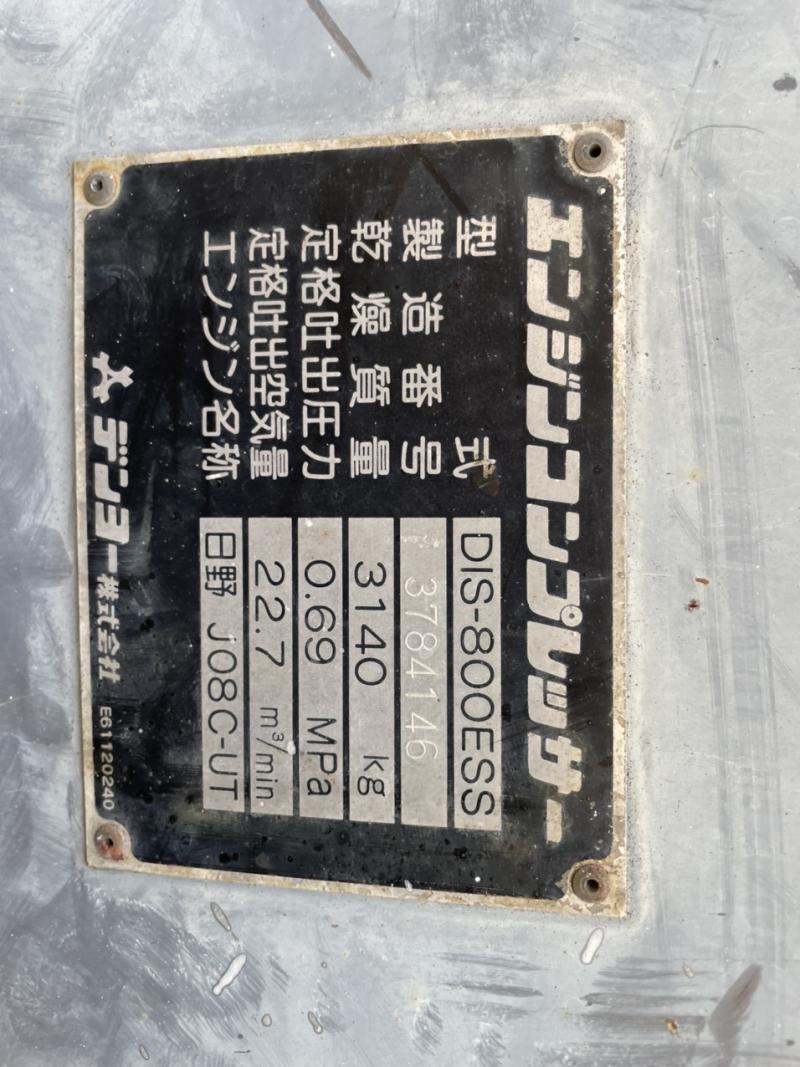 エンジンコンプレッサー
型式 DIS-800ESS
製造番号 3784146
乾燥質量 3140 kg
定格吐出圧力 0.69 MPa
定格吐出空気量 22.7 m³/min
エンジン名称 日野 J08C-UT
デンヨー株式会社 E61120240